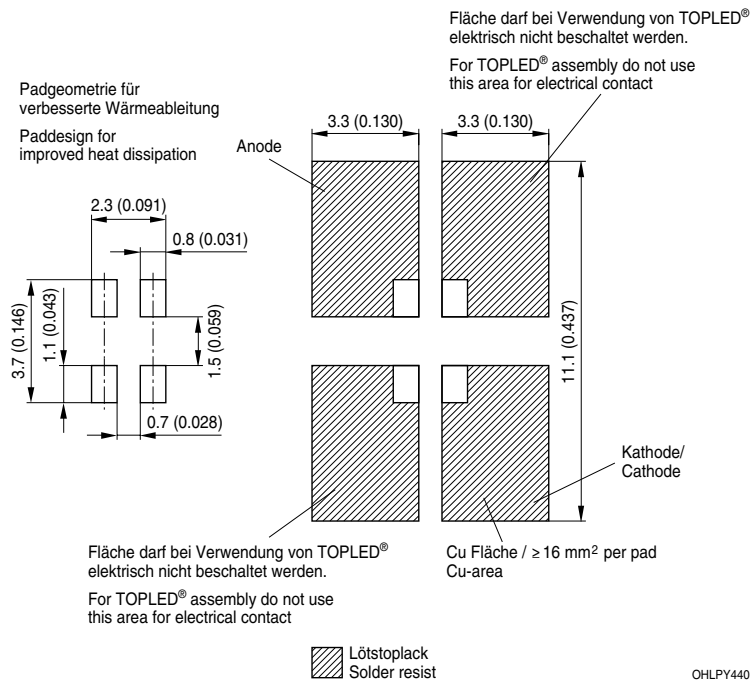 Fläche darf bei Verwendung von TOPLED®
elektrisch nicht beschaltet werden.
For TOPLED® assembly do not use
this area for electrical contact
Padgeometrie für
verbesserte Wärmeableitung
Paddesign for
improved heat dissipation
Anode
3.3 (0.130)
3.3 (0.130)
2.3 (0.091)
0.8 (0.031)
3.7 (0.146)
1.1 (0.043)
1.5 (0.059)
11.1 (0.437)
0.7 (0.028)
Kathode/
Cathode
Fläche darf bei Verwendung von TOPLED®
elektrisch nicht beschaltet werden.
For TOPLED® assembly do not use
this area for electrical contact
Cu Fläche / ≥ 16 mm² per pad
Cu-area
Lötstoplack
Solder resist
OHLPY440